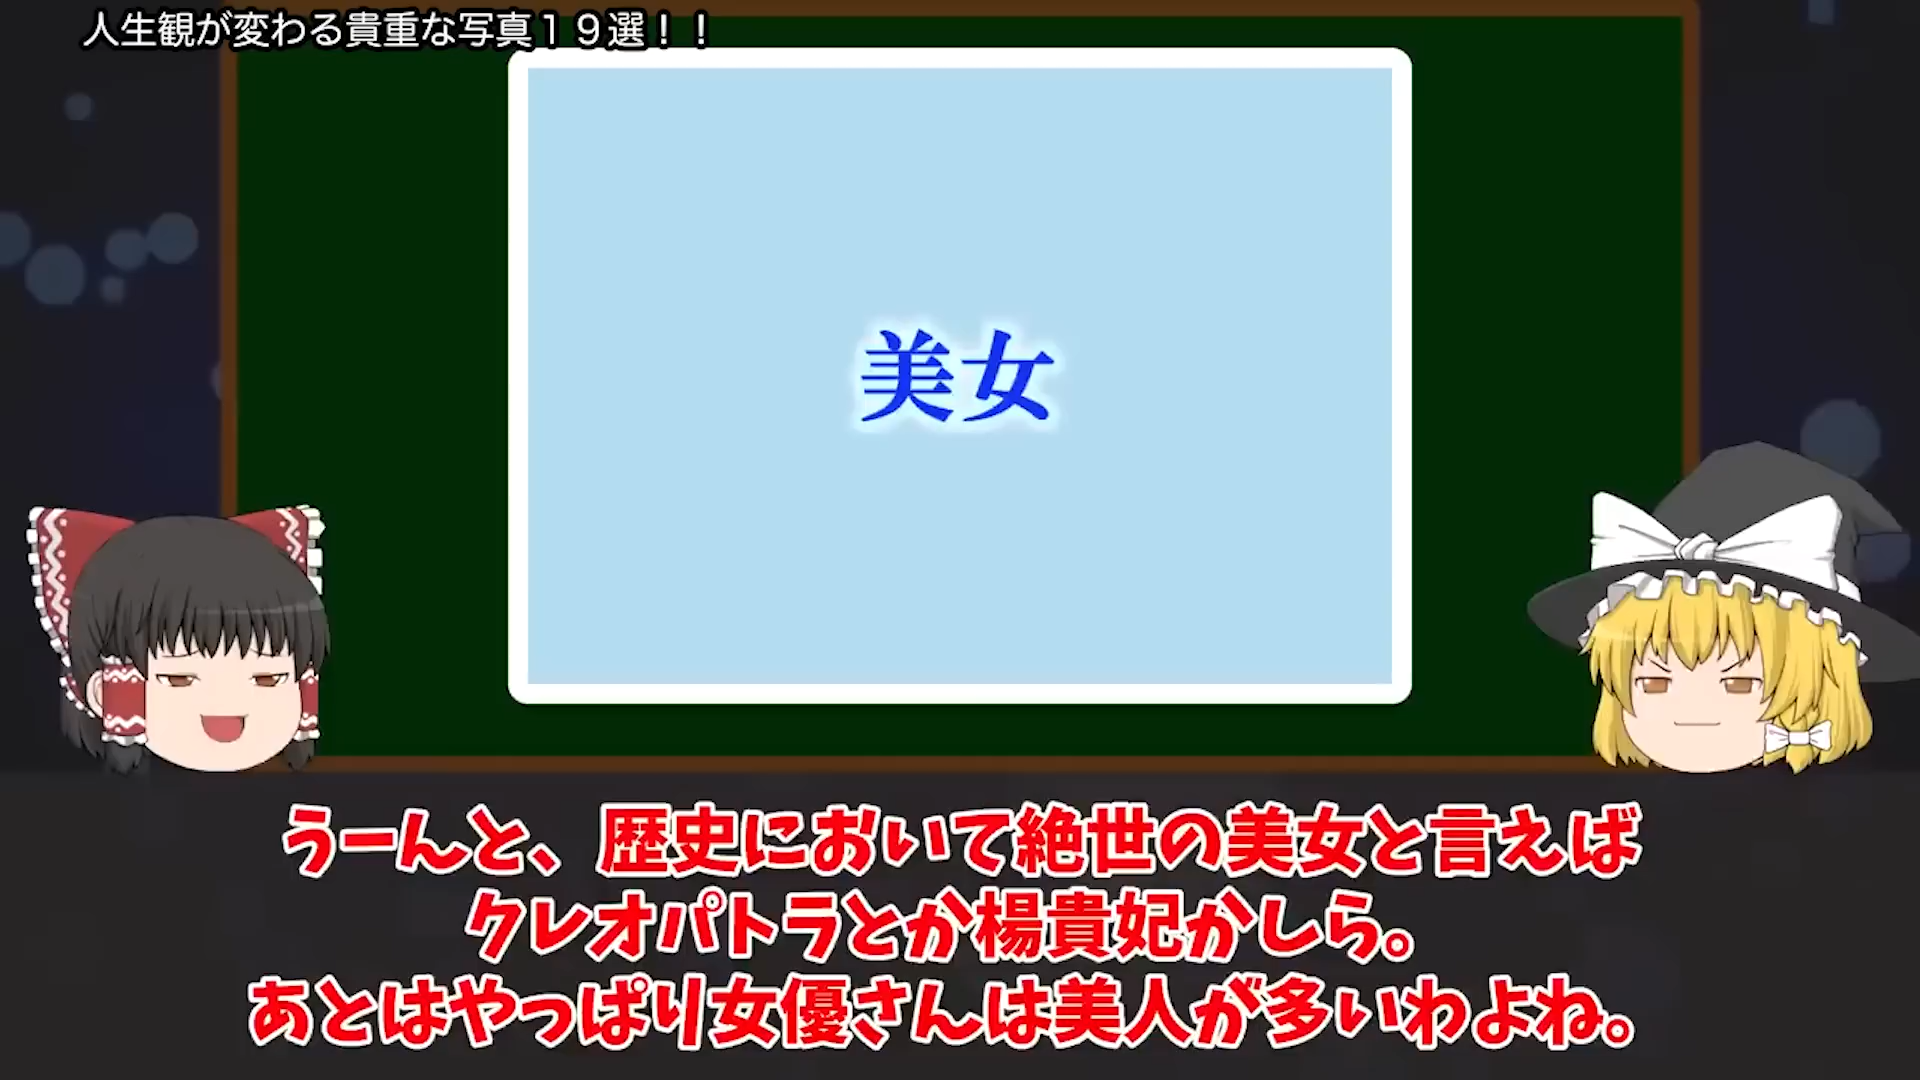 人生観が変わる貴重な写真１９選！！
美女
うーんと、歴史において絶世の美女と言えば
クレオパトラとか楊貴妃かしら。
あとはやっぱり女優さんは美人が多いわよね。